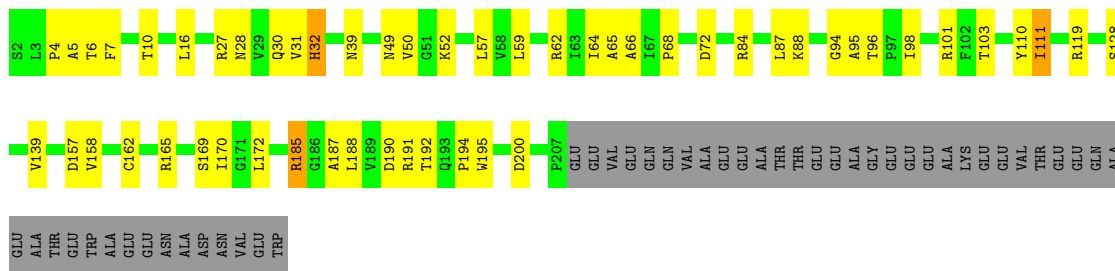 S2 L3 P4 A5 T6 F7 T10 L16 R27 N28 V29 Q30 V31 H32 N39 N49 V50 G51 K52 L57 V58 L59 R62 I63 I64 A65 A66 I67 P68 D72 R84 L87 K88 G94 A95 T96 P97 I98 R101 F102 T103 Y110 I111 R119 S128
V139 D157 V158 C162 R165 S169 I170 G171 L172 R185 G186 A187 L188 V189 D190 R191 T192 Q193 P194 W195 D200 P207 GLU GLU VAL GLU GLN GLN VAL ALA GLU GLU ALA THR THR GLU GLU ALA GLY GLU GLU GLU ALA LYS GLU GLU VAL THR GLU GLU GLN ALA
GLU ALA THR GLU TRP ALA GLU GLU ASN ALA ASP ASN VAL GLU TRP